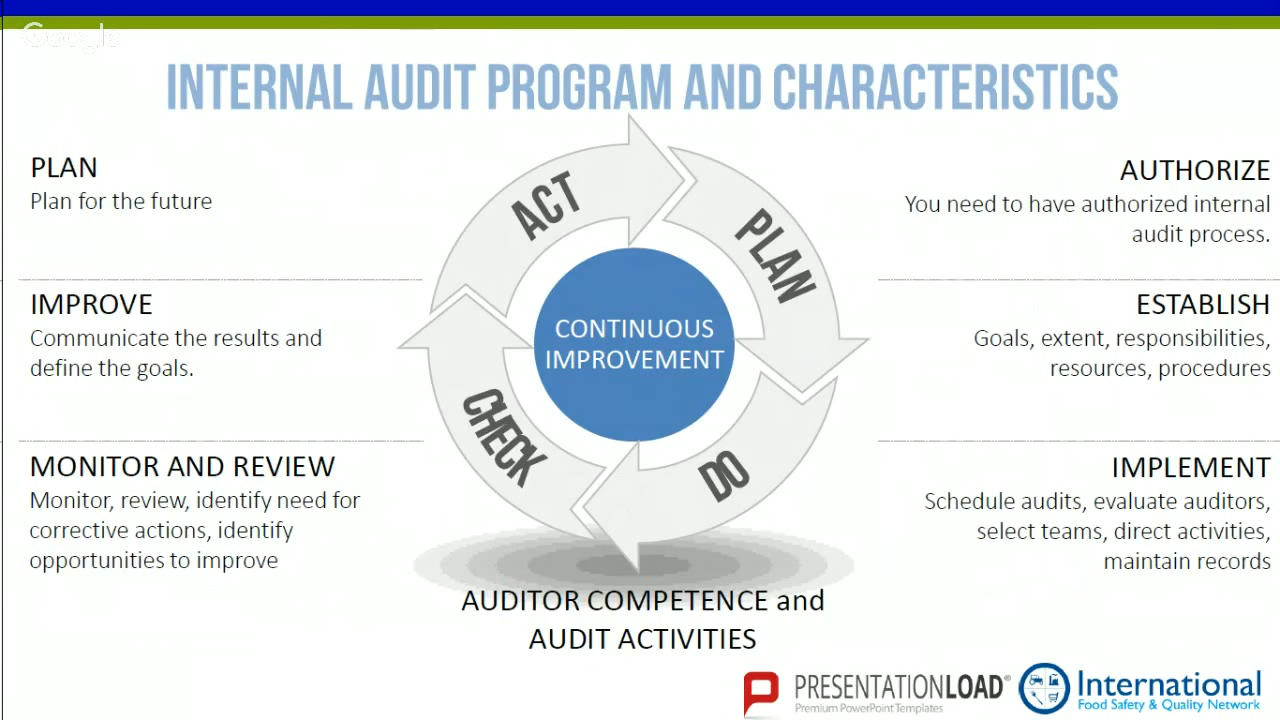 Google
INTERNAL AUDIT PROGRAM AND CHARACTERISTICS
PLAN
Plan for the future
IMPROVE
Communicate the results and
define the goals.
MONITOR AND REVIEW
Monitor, review, identify need for
corrective actions, identify
opportunities to improve
ACT
PLAN
DO
CHECK
CONTINUOUS
IMPROVEMENT
AUTHORIZE
You need to have authorized internal
audit process.
ESTABLISH
Goals, extent, responsibilities,
resources, procedures
IMPLEMENT
Schedule audits, evaluate auditors,
select teams, direct activities,
maintain records
AUDITOR COMPETENCE and
AUDIT ACTIVITIES
PRESENTATIONLOAD®
Premium PowerPoint Templates
International
Food Safety & Quality Network